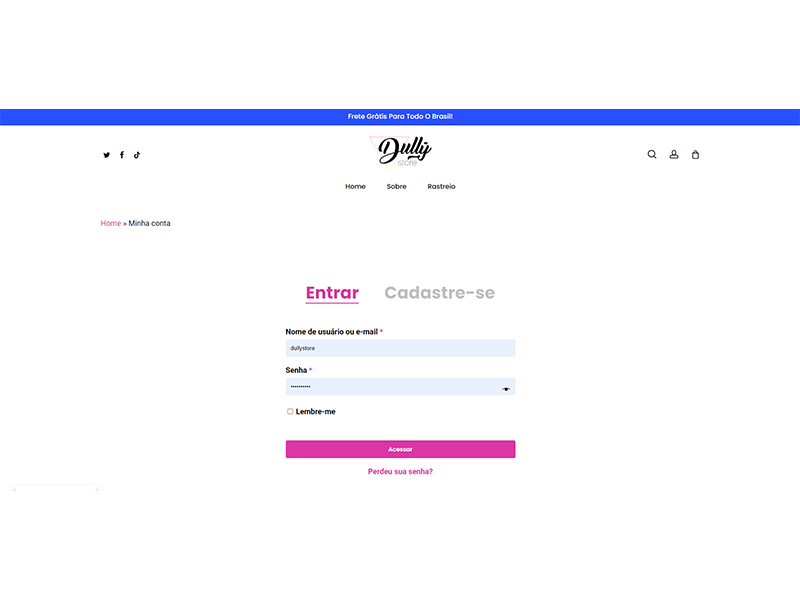 Frete Grátis Para Todo O Brasil!
Dully
store
Home Sobre Rastreio
Home » Minha conta
Entrar Cadastre-se
Nome de usuário ou e-mail *
dullystore
Senha *
••••••••••
Lembre-me
Acessar
Perdeu sua senha?